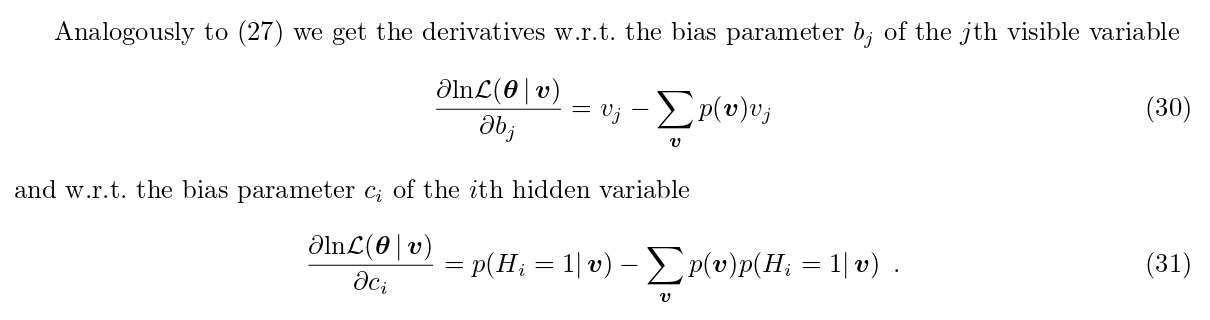 Analogously to (27) we get the derivatives w.r.t. the bias parameter b_j of the jth visible variable
∂ln𝓛(θ | v)/∂b_j = v_j − ∑_v p(v)v_j (30)
and w.r.t. the bias parameter c_i of the ith hidden variable
∂ln𝓛(θ | v)/∂c_i = p(H_i = 1| v) − ∑_v p(v)p(H_i = 1| v) . (31)